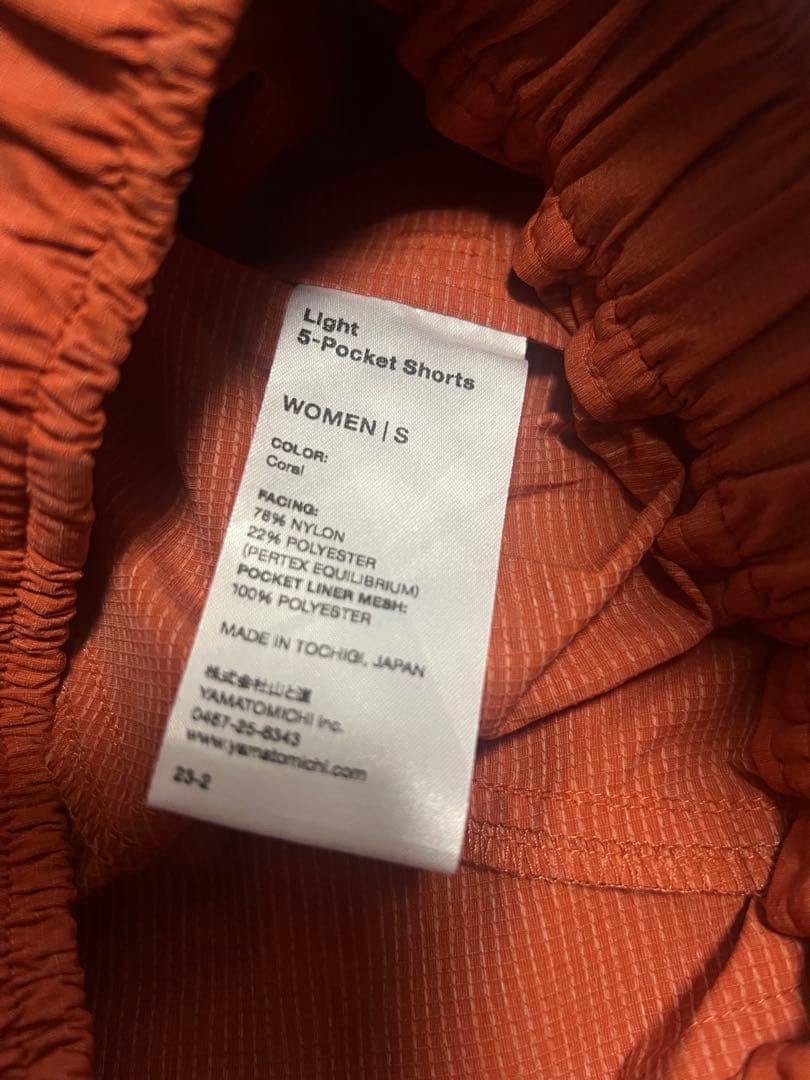 Light
5-Pocket Shorts
WOMEN | S
COLOR:
Coral
FACING:
78% NYLON
22% POLYESTER
(PERTEX EQUILIBRIUM)
POCKET LINER MESH:
100% POLYESTER
MADE IN TOCHIGI, JAPAN
株式会社山と道
YAMATOMICHI Inc.
0467-25-6343
www.yamatomichi.com
23-2